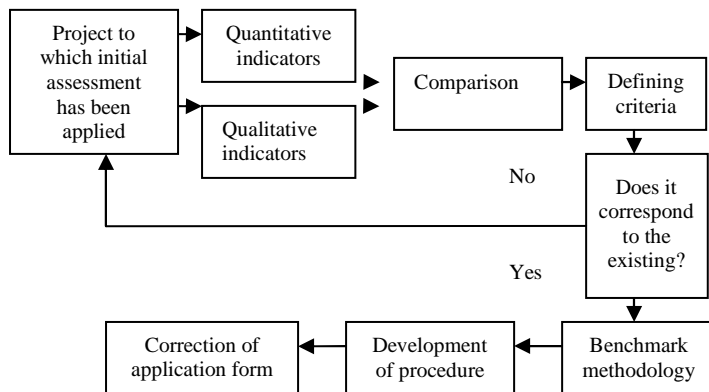 Project to
which initial
assessment
has been
applied
Quantitative
indicators
Qualitative
indicators
Comparison
Defining
criteria
No
Does it
correspond
to the
existing?
Yes
Correction of
application form
Development
of procedure
Benchmark
methodology